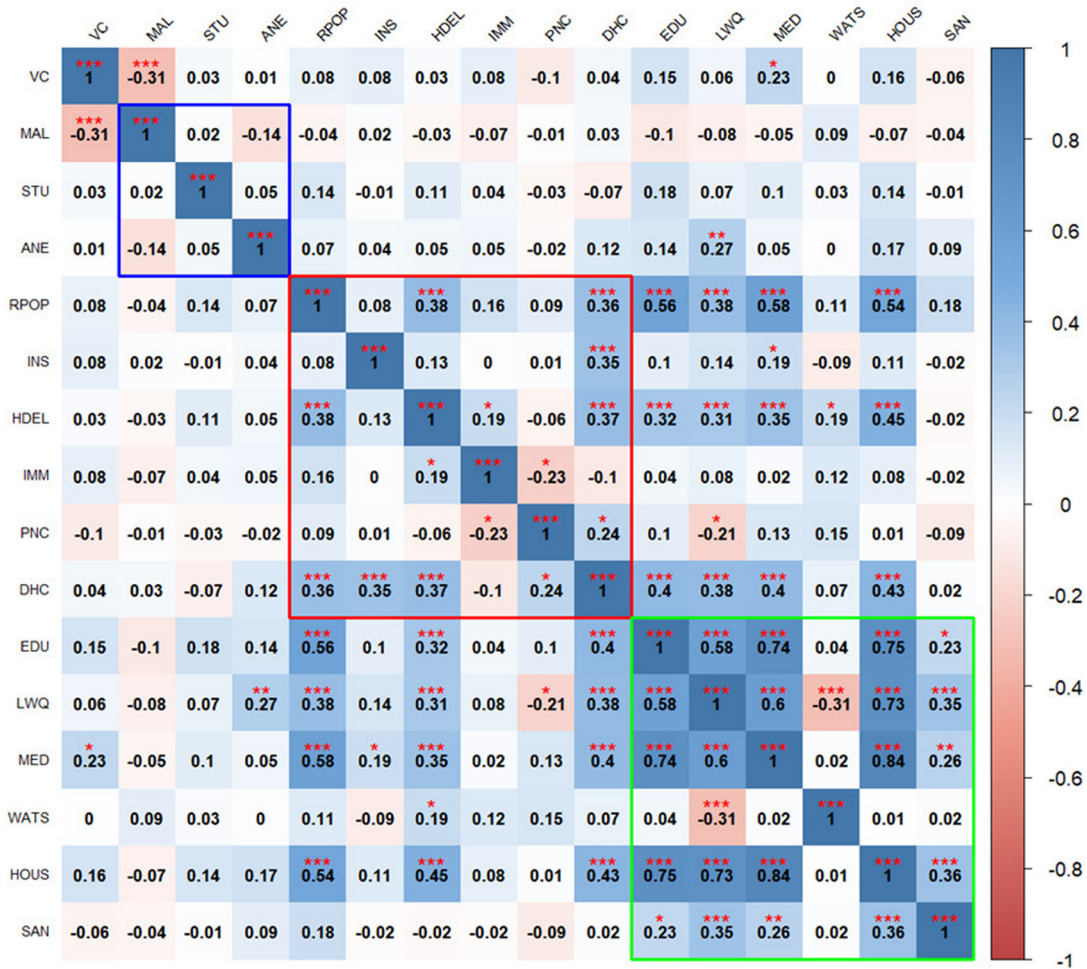 VC MAL STU ANE RPOP INS HDEL IMM PNC DHC EDU LWQ MED WATS HOUS SAN
*** *** *
VC 1 -0.31 0.03 0.01 0.08 0.08 0.03 0.08 -0.1 0.04 0.15 0.06 0.23 0 0.16 -0.06 1
*** ***
MAL -0.31 1 0.02 -0.14 -0.04 0.02 -0.03 -0.07 -0.01 0.03 -0.1 -0.08 -0.05 0.09 -0.07 -0.04 0.8
***
STU 0.03 0.02 1 0.05 0.14 -0.01 0.11 0.04 -0.03 -0.07 0.18 0.07 0.1 0.03 0.14 -0.01 0.6
*** **
ANE 0.01 -0.14 0.05 1 0.07 0.04 0.05 0.05 -0.02 0.12 0.14 0.27 0.05 0 0.17 0.09
*** *** *** *** *** *** ***
RPOP 0.08 -0.04 0.14 0.07 1 0.08 0.38 0.16 0.09 0.36 0.56 0.38 0.58 0.11 0.54 0.18 0.4
*** *** *
INS 0.08 0.02 -0.01 0.04 0.08 1 0.13 0 0.01 0.35 0.1 0.14 0.19 -0.09 0.11 -0.02
*** *** * *** *** *** *** * ***
HDEL 0.03 -0.03 0.11 0.05 0.38 0.13 1 0.19 -0.06 0.37 0.32 0.31 0.35 0.19 0.45 -0.02 0.2
* *** *
IMM 0.08 -0.07 0.04 0.05 0.16 0 0.19 1 -0.23 -0.1 0.04 0.08 0.02 0.12 0.08 -0.02 0
* *** * *
PNC -0.1 -0.01 -0.03 -0.02 0.09 0.01 -0.06 -0.23 1 0.24 0.1 -0.21 0.13 0.15 0.01 -0.09
*** *** *** * *** *** *** *** ***
DHC 0.04 0.03 -0.07 0.12 0.36 0.35 0.37 -0.1 0.24 1 0.4 0.38 0.4 0.07 0.43 0.02 -0.2
*** *** *** *** *** *** *** *
EDU 0.15 -0.1 0.18 0.14 0.56 0.1 0.32 0.04 0.1 0.4 1 0.58 0.74 0.04 0.75 0.23
** *** *** * *** *** *** *** *** *** ***
LWQ 0.06 -0.08 0.07 0.27 0.38 0.14 0.31 0.08 -0.21 0.38 0.58 1 0.6 -0.31 0.73 0.35 -0.4
* *** * *** *** *** *** *** *** **
MED 0.23 -0.05 0.1 0.05 0.58 0.19 0.35 0.02 0.13 0.4 0.74 0.6 1 0.02 0.84 0.26 -0.6
* *** ***
WATS 0 0.09 0.03 0 0.11 -0.09 0.19 0.12 0.15 0.07 0.04 -0.31 0.02 1 0.01 0.02
*** *** *** *** *** *** *** ***
HOUS 0.16 -0.07 0.14 0.17 0.54 0.11 0.45 0.08 0.01 0.43 0.75 0.73 0.84 0.01 1 0.36 -0.8
* *** ** *** ***
SAN -0.06 -0.04 -0.01 0.09 0.18 -0.02 -0.02 -0.02 -0.09 0.02 0.23 0.35 0.26 0.02 0.36 1 -1